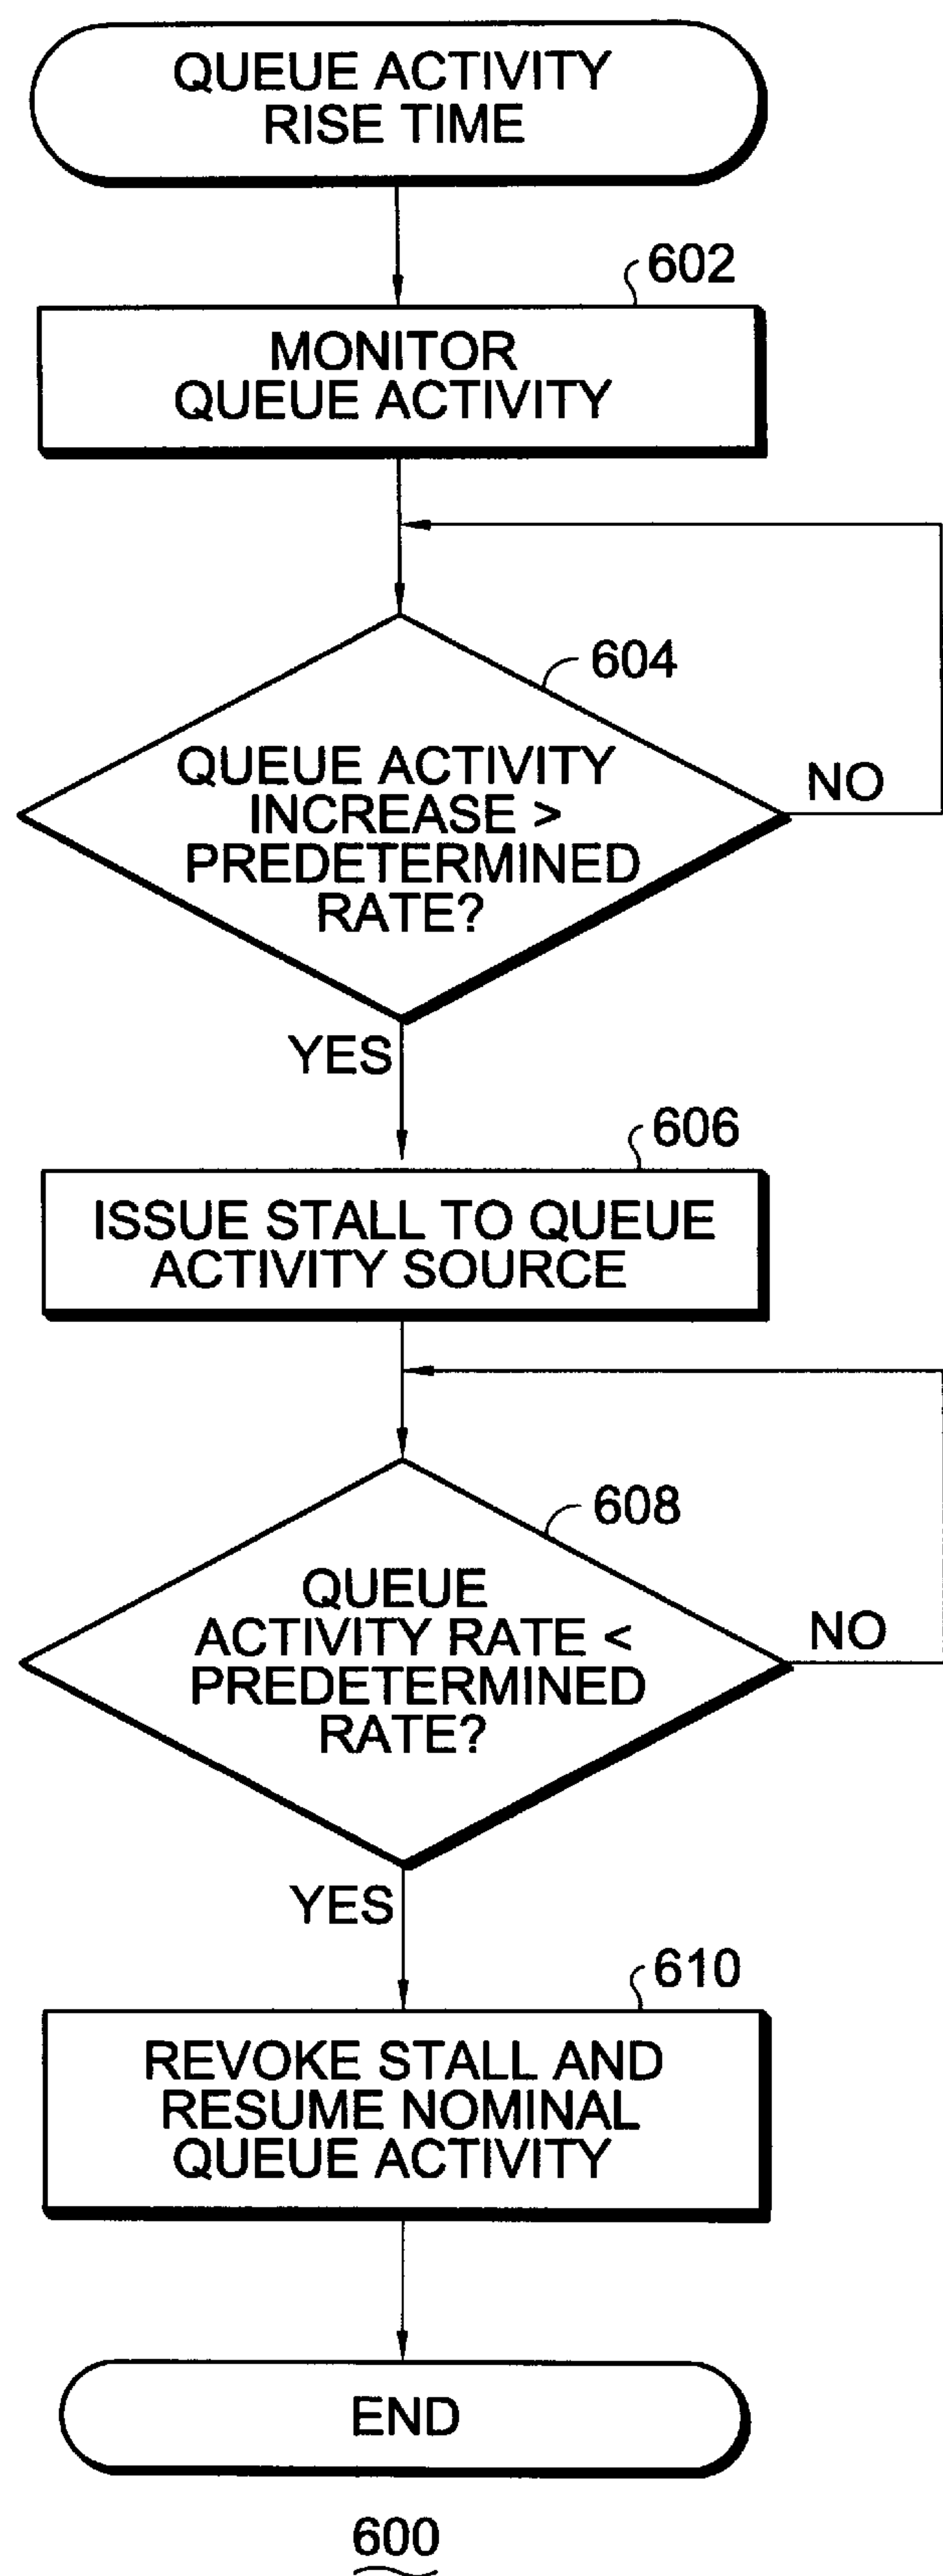 QUEUE ACTIVITY
RISE TIME
602
MONITOR
QUEUE ACTIVITY
604
QUEUE ACTIVITY
INCREASE >
PREDETERMINED
RATE?
NO
YES
606
ISSUE STALL TO QUEUE
ACTIVITY SOURCE
608
QUEUE
ACTIVITY RATE <
PREDETERMINED
RATE?
NO
YES
610
REVOKE STALL AND
RESUME NOMINAL
QUEUE ACTIVITY
END
600